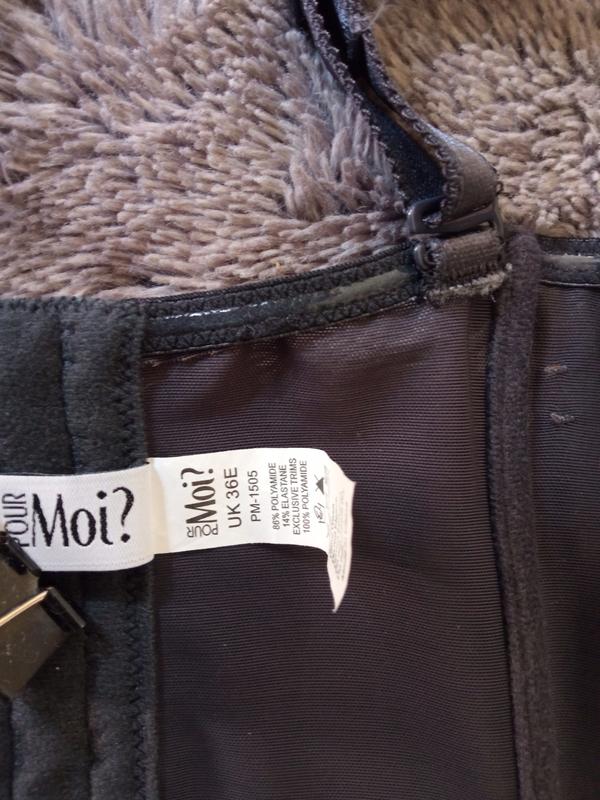 POUR
Moi?
POUR
Moi?
UK 36E
PM-1505
86% POLYAMIDE
14% ELASTANE
EXCLUSIVE TRIMS
100% POLYAMIDE